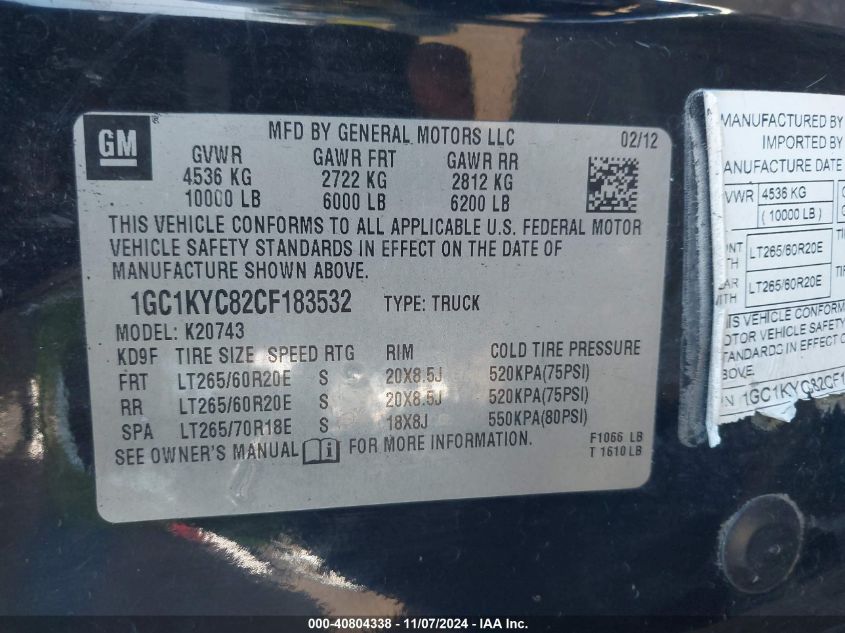 GM
MFD BY GENERAL MOTORS LLC
02/12
GVWR GAWR FRT GAWR RR
4536 KG 2722 KG 2812 KG
10000 LB 6000 LB 6200 LB
THIS VEHICLE CONFORMS TO ALL APPLICABLE U.S. FEDERAL MOTOR
VEHICLE SAFETY STANDARDS IN EFFECT ON THE DATE OF
MANUFACTURE SHOWN ABOVE.
1GC1KYC82CF183532 TYPE: TRUCK
MODEL: K20743
KD9F TIRE SIZE SPEED RTG RIM COLD TIRE PRESSURE
FRT LT265/60R20E S 20X8.5J 520KPA(75PSI)
RR LT265/60R20E S 20X8.5J 520KPA(75PSI)
SPA LT265/70R18E S 18X8J 550KPA(80PSI)
SEE OWNER'S MANUAL i FOR MORE INFORMATION.
F1066 LB
T 1610 LB
MANUFACTURED BY
IMPORTED BY
ANUFACTURE DATE
VWR 4536 KG
( 10000 LB )
NT LT265/60R20E
TH
AR LT265/60R20E
WITH
IS VEHICLE CONFORM
OTOR VEHICLE SAFETY
TANDARDS IN EFFECT
BOVE.
N 1GC1KYC82CF1
000-40804338 - 11/07/2024 - IAA Inc.